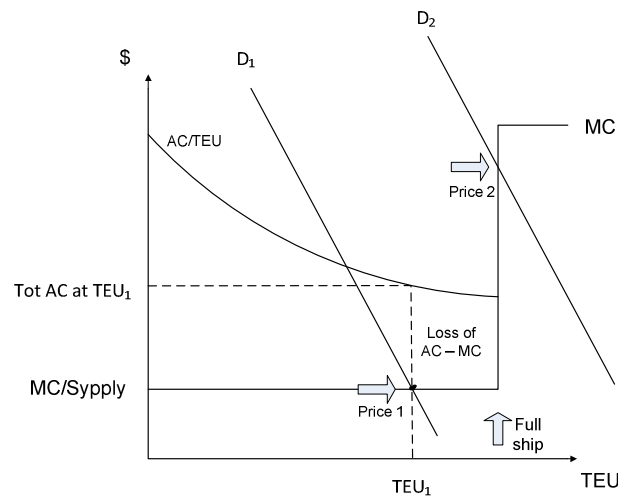 D₂
$
D₁
MC
AC/TEU
Price 2
Tot AC at TEU₁
Loss of
AC – MC
MC/Sypply
Price 1
Full
ship
TEU₁
TEU